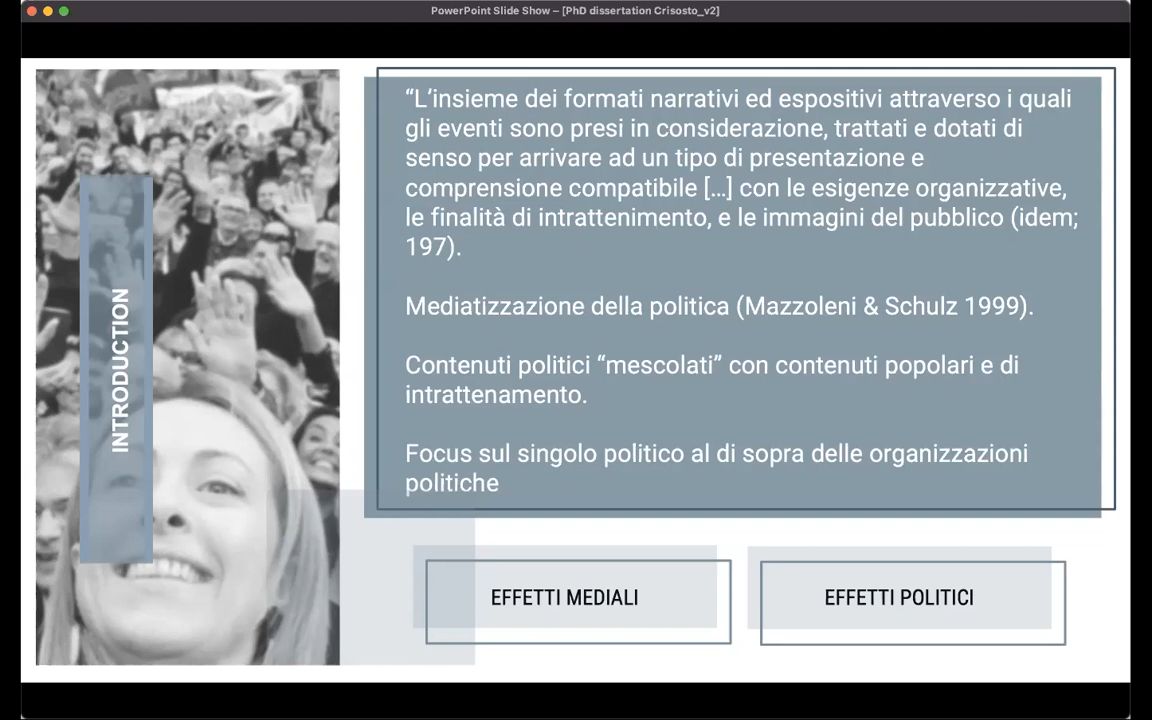 PowerPoint Slide Show – [PhD dissertation Crisosto_v2]
“L’insieme dei formati narrativi ed espositivi attraverso i quali
gli eventi sono presi in considerazione, trattati e dotati di
senso per arrivare ad un tipo di presentazione e
comprensione compatibile […] con le esigenze organizzative,
le finalità di intrattenimento, e le immagini del pubblico (idem;
197).
Mediatizzazione della politica (Mazzoleni & Schulz 1999).
Contenuti politici “mescolati” con contenuti popolari e di
intrattenamento.
Focus sul singolo politico al di sopra delle organizzazioni
politiche
INTRODUCTION
EFFETTI MEDIALI
EFFETTI POLITICI